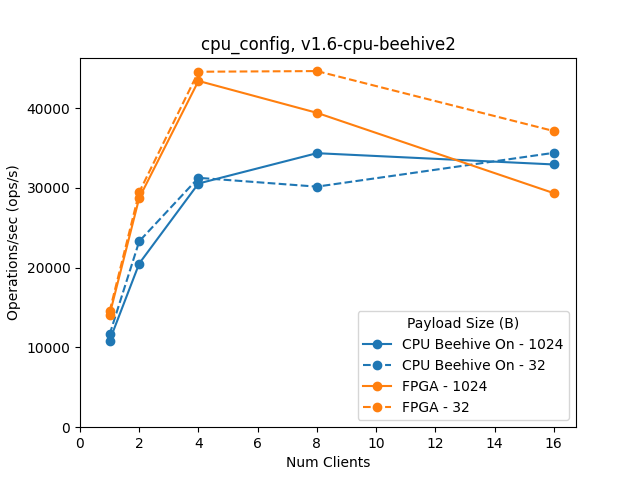 cpu_config, v1.6-cpu-beehive2
Operations/sec (ops/s)
40000
30000
20000
10000
0
0 2 4 6 8 10 12 14 16
Num Clients
Payload Size (B)
CPU Beehive On - 1024
CPU Beehive On - 32
FPGA - 1024
FPGA - 32